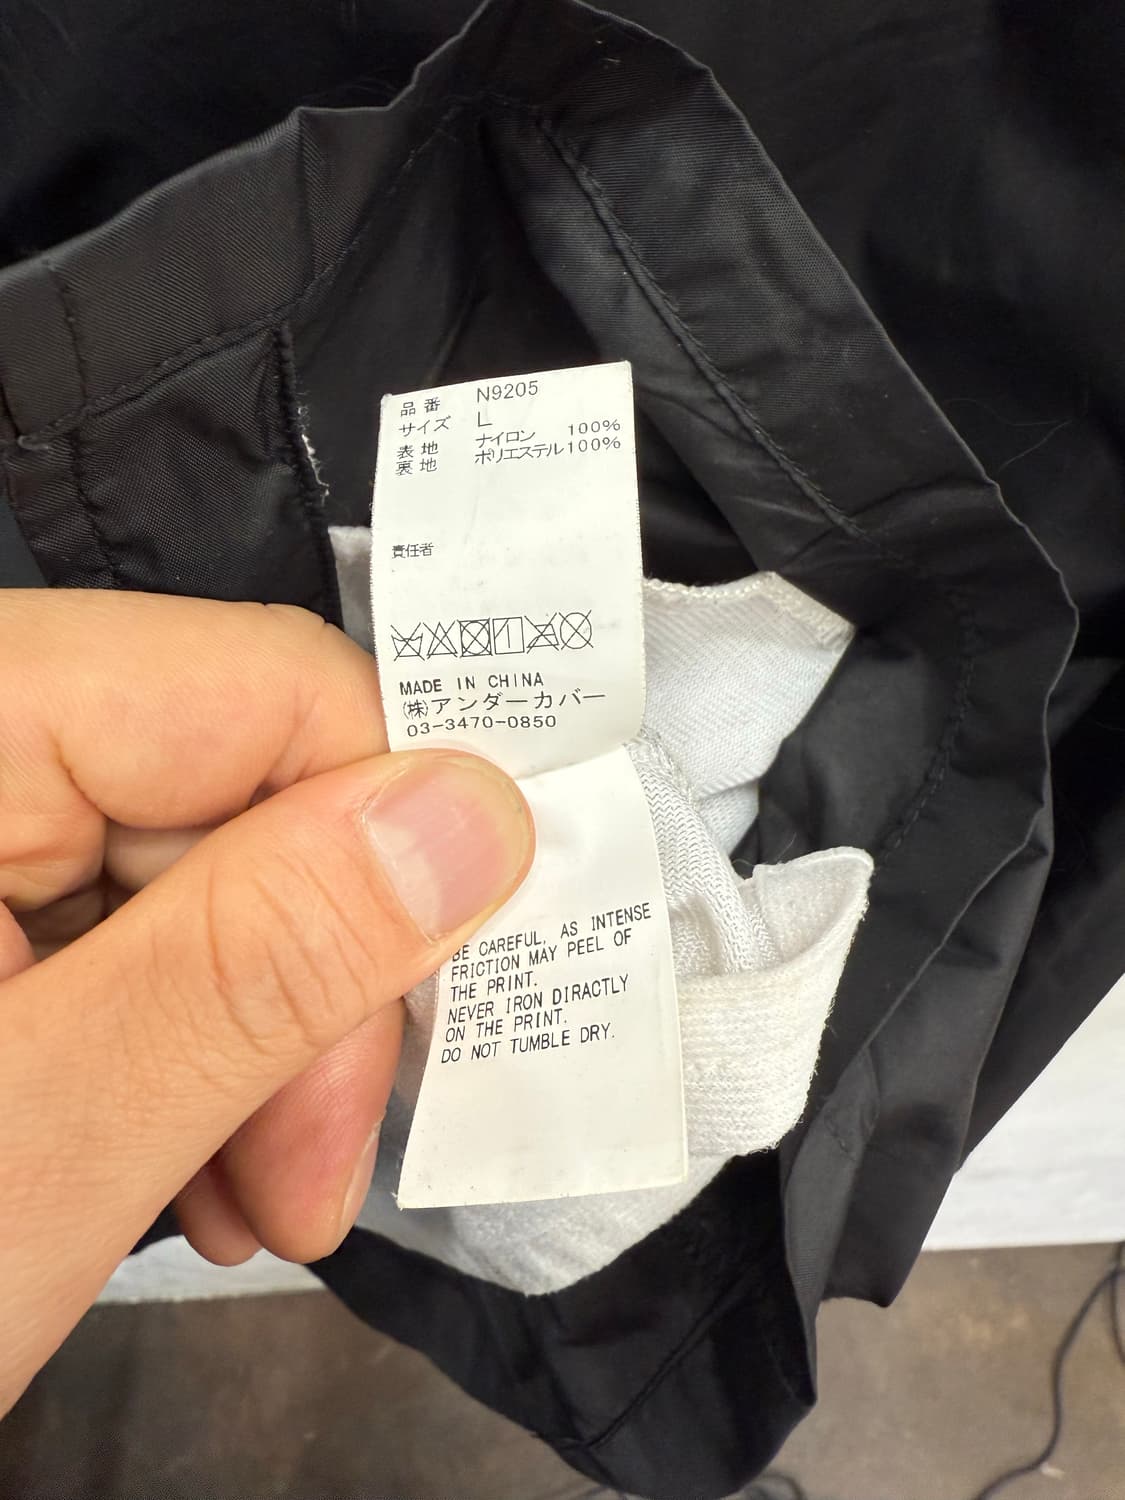 品番 N9205
サイズ L
表地 ナイロン 100%
裏地 ポリエステル100%
責任者
MADE IN CHINA
(株)アンダーカバー
03-3470-0850
BE CAREFUL, AS INTENSE
FRICTION MAY PEEL OF
THE PRINT.
NEVER IRON DIRACTLY
ON THE PRINT.
DO NOT TUMBLE DRY.